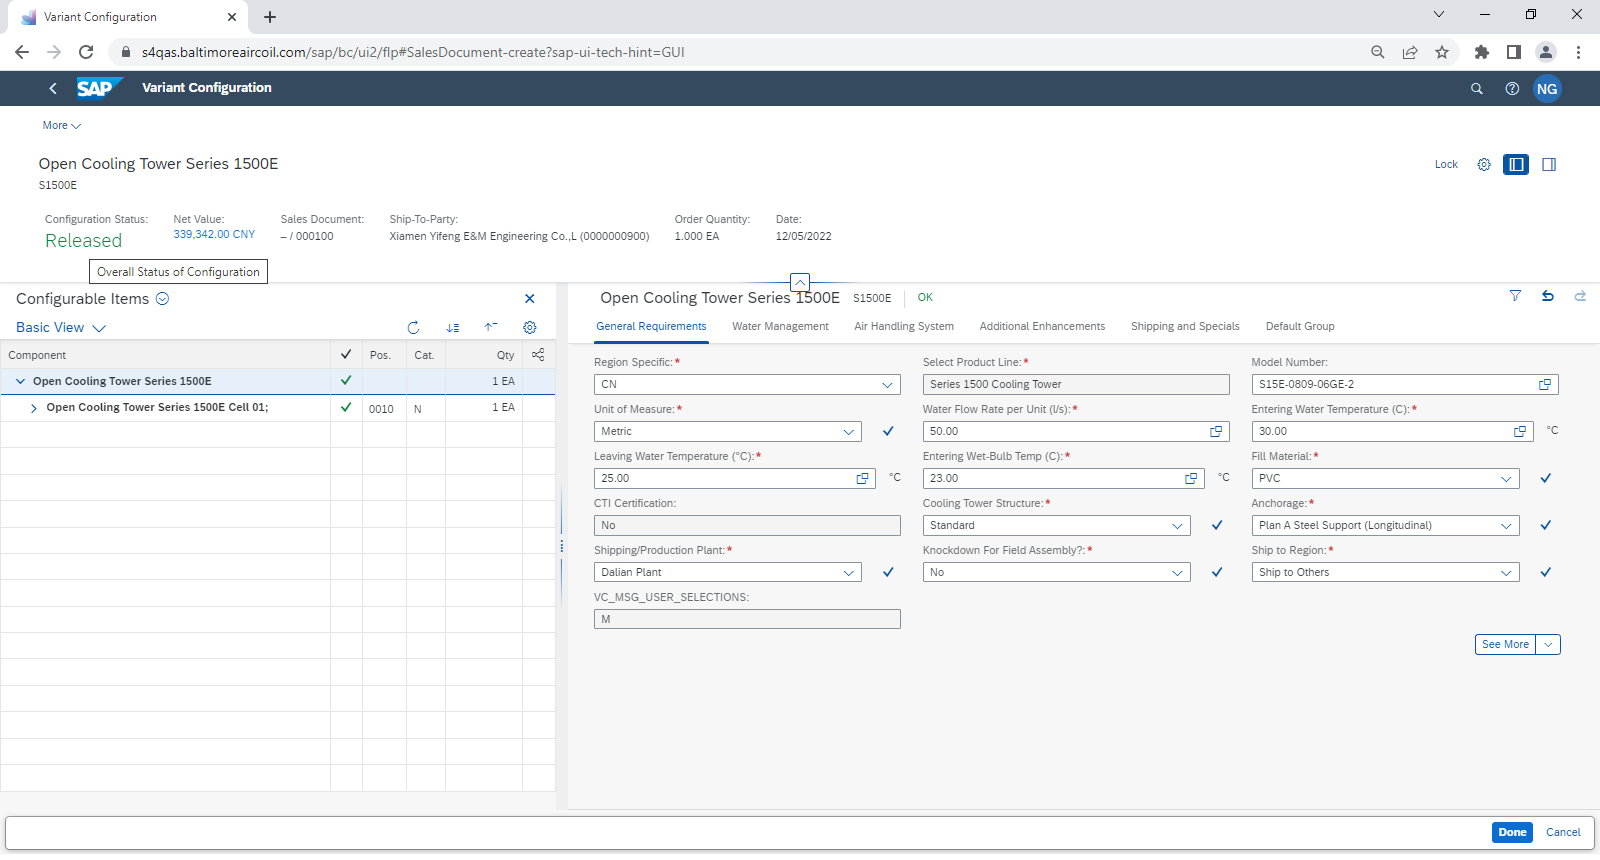 Variant Configuration
s4qas.baltimoreaircoil.com/sap/bc/ui2/flp#SalesDocument-create?sap-ui-tech-hint=GUI
SAP Variant Configuration NG
More
Open Cooling Tower Series 1500E
S1500E
Lock
Configuration Status: Net Value: Sales Document: Ship-To-Party: Order Quantity: Date:
Released 339,342.00 CNY – / 000100 Xiamen Yifeng E&M Engineering Co.,L (0000000900) 1.000 EA 12/05/2022
Overall Status of Configuration
Configurable Items
Basic View
Component Pos. Cat. Qty
Open Cooling Tower Series 1500E 1 EA
Open Cooling Tower Series 1500E Cell 01; 0010 N 1 EA
Open Cooling Tower Series 1500E S1500E OK
General Requirements Water Management Air Handling System Additional Enhancements Shipping and Specials Default Group
Region Specific:* Select Product Line:* Model Number:
CN Series 1500 Cooling Tower S15E-0809-06GE-2
Unit of Measure:* Water Flow Rate per Unit (l/s):* Entering Water Temperature (C):*
Metric 50.00 30.00 °C
Leaving Water Temperature (°C):* Entering Wet-Bulb Temp (C):* Fill Material:*
25.00 °C 23.00 °C PVC
CTI Certification: Cooling Tower Structure:* Anchorage:*
No Standard Plan A Steel Support (Longitudinal)
Shipping/Production Plant:* Knockdown For Field Assembly?:* Ship to Region:*
Dalian Plant No Ship to Others
VC_MSG_USER_SELECTIONS:
M
See More
Done Cancel